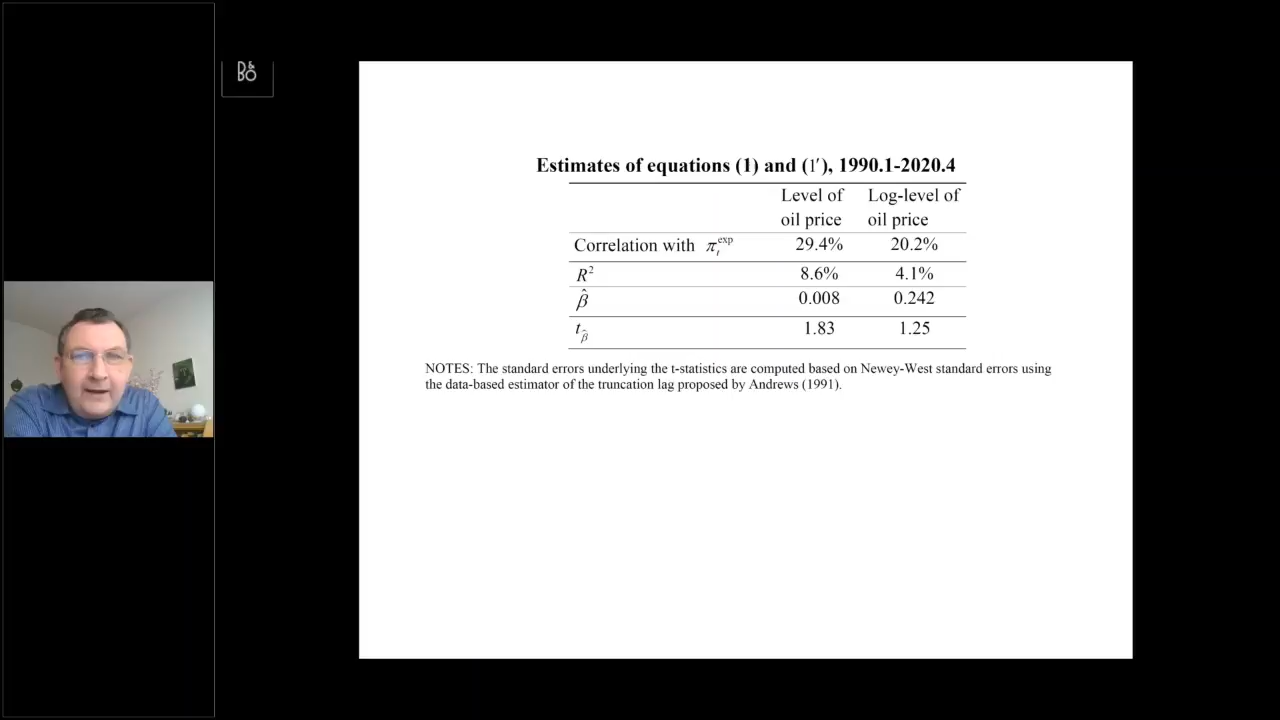 D&
BO
Estimates of equations (1) and (1′), 1990.1-2020.4
Level of oil price Log-level of oil price
Correlation with π_t^exp 29.4% 20.2%
R² 8.6% 4.1%
β̂ 0.008 0.242
t_β̂ 1.83 1.25
NOTES: The standard errors underlying the t-statistics are computed based on Newey-West standard errors using
the data-based estimator of the truncation lag proposed by Andrews (1991).